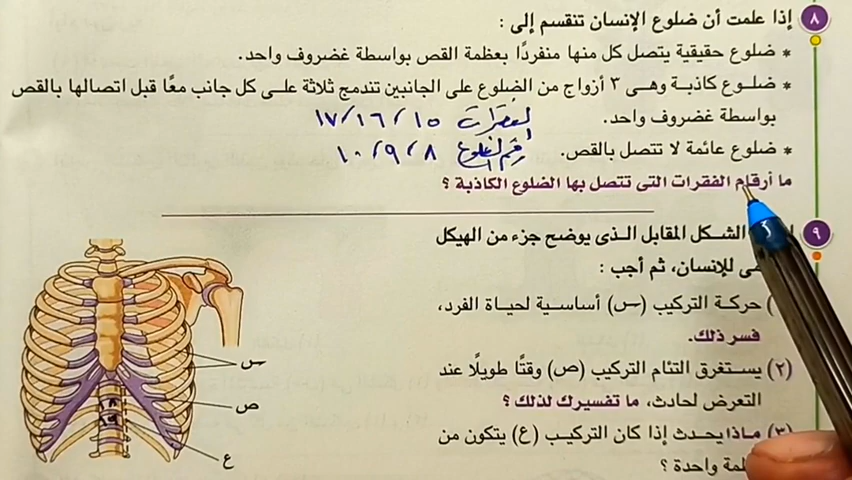 ٨ إذا علمت أن ضلوع الإنسان تنقسم إلى :
* ضلوع حقيقية يتصل كل منها منفردًا بعظمة القص بواسطة غضروف واحد.
* ضلوع كاذبة وهى ٣ أزواج من الضلوع على الجانبين تندمج ثلاثة على كل جانب معًا قبل اتصالها بالقص
بواسطة غضروف واحد.
الفقرات ١٥ / ١٦ / ١٧
* ضلوع عائمة لا تتصل بالقص.
رقم الضلوع ٨ / ٩ / ١٠
ما أرقام الفقرات التى تتصل بها الضلوع الكاذبة ؟
٩ الشكل المقابل الذى يوضح جزء من الهيكل
للإنسان، ثم أجب :
حركة التركيب (س) أساسية لحياة الفرد،
فسر ذلك.
(٢) يستغرق التئام التركيب (ص) وقتًا طويلًا عند
التعرض لحادث، ما تفسيرك لذلك ؟
(٣) ماذا يحدث إذا كان التركيب (ع) يتكون من
واحدة ؟
س
ص
١٨
١٩
ع